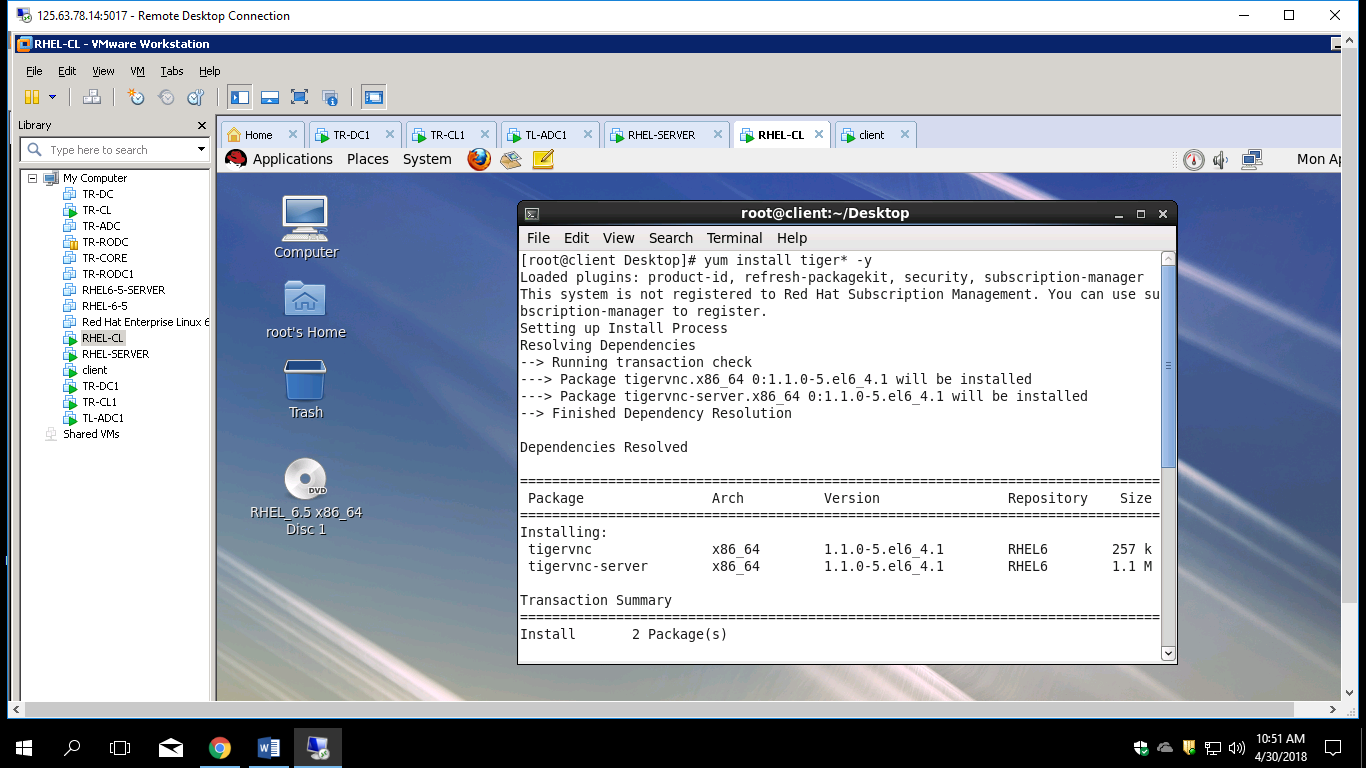 125.63.78.14:5017 - Remote Desktop Connection
RHEL-CL - VMware Workstation
File Edit View VM Tabs Help
Library
Type here to search
My Computer
TR-DC
TR-CL
TR-ADC
TR-RODC
TR-CORE
TR-RODC1
RHEL6-5-SERVER
RHEL-6-5
Red Hat Enterprise Linux 6
RHEL-CL
RHEL-SERVER
client
TR-DC1
TR-CL1
TL-ADC1
Shared VMs
Home TR-DC1 TR-CL1 TL-ADC1 RHEL-SERVER RHEL-CL client
Applications Places System Mon Ap
Computer
root's Home
Trash
DVD
RHEL_6.5 x86_64
Disc 1
root@client:~/Desktop
File Edit View Search Terminal Help
[root@client Desktop]# yum install tiger* -y
Loaded plugins: product-id, refresh-packagekit, security, subscription-manager
This system is not registered to Red Hat Subscription Management. You can use su
bscription-manager to register.
Setting up Install Process
Resolving Dependencies
--> Running transaction check
---> Package tigervnc.x86_64 0:1.1.0-5.el6_4.1 will be installed
---> Package tigervnc-server.x86_64 0:1.1.0-5.el6_4.1 will be installed
--> Finished Dependency Resolution
Dependencies Resolved
================================================================================
Package Arch Version Repository Size
================================================================================
Installing:
tigervnc x86_64 1.1.0-5.el6_4.1 RHEL6 257 k
tigervnc-server x86_64 1.1.0-5.el6_4.1 RHEL6 1.1 M
Transaction Summary
================================================================================
Install 2 Package(s)
10:51 AM
4/30/2018